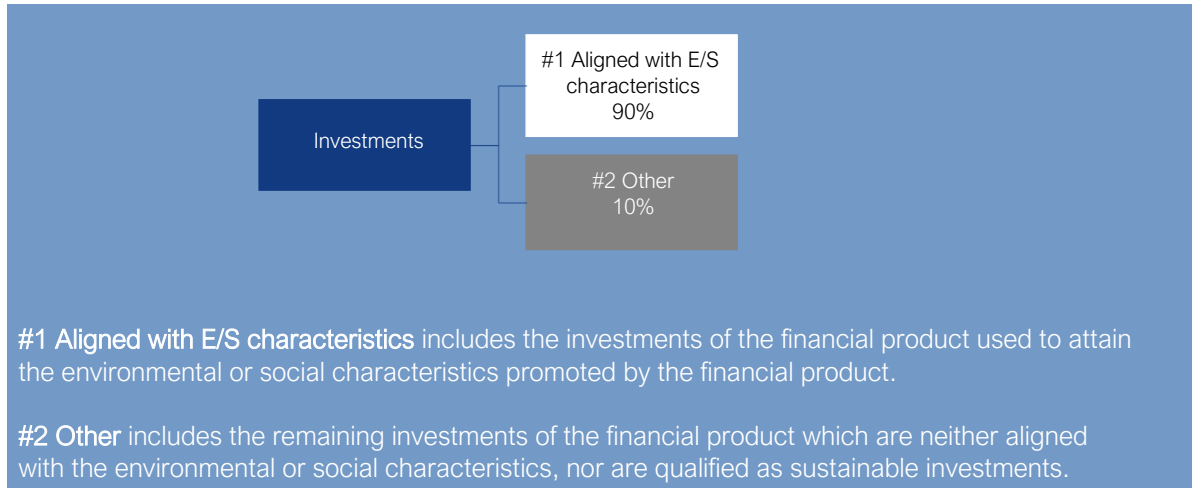 #1 Aligned with E/S
characteristics
90%
Investments
#2 Other
10%
#1 Aligned with E/S characteristics includes the investments of the financial product used to attain
the environmental or social characteristics promoted by the financial product.
#2 Other includes the remaining investments of the financial product which are neither aligned
with the environmental or social characteristics, nor are qualified as sustainable investments.